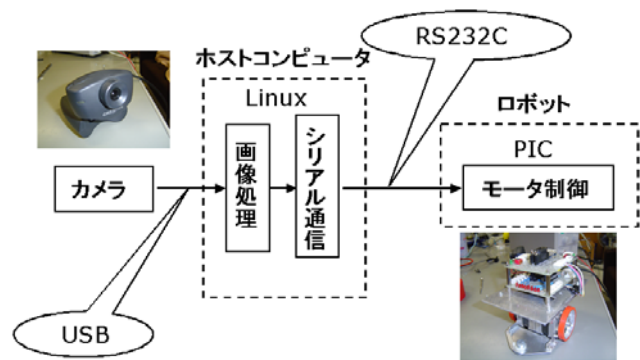 RS232C
ホストコンピュータ
Linux
ロボット
PIC
カメラ
画像処理
シリアル通信
モータ制御
USB